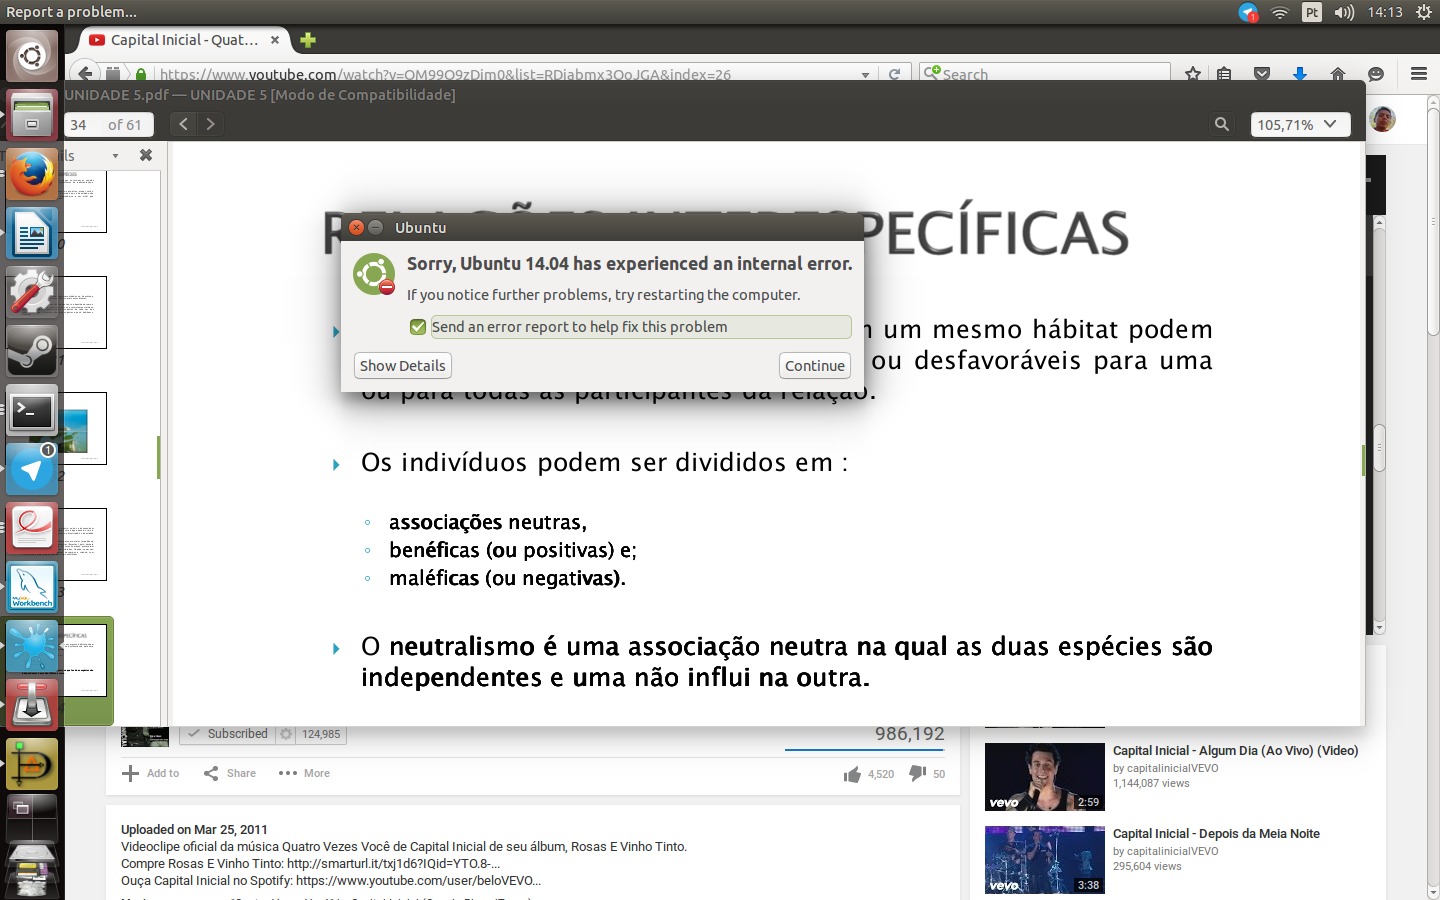 Report a problem...
1
Pt
14:13
Capital Inicial - Quat...
https://www.youtube.com/watch?v=OM99O9zDim0&list=RDjabmx3OoJGA&index=26
Search
UNIDADE 5.pdf — UNIDADE 5 [Modo de Compatibilidade]
34 of 61
105,71%
PECÍFICAS
Ubuntu
Sorry, Ubuntu 14.04 has experienced an internal error.
If you notice further problems, try restarting the computer.
Send an error report to help fix this problem
Show Details
Continue
um mesmo hábitat podem
ou desfavoráveis para uma
ou para todas as participantes da relação.
Os indivíduos podem ser divididos em :
associações neutras,
benéficas (ou positivas) e;
maléficas (ou negativas).
O neutralismo é uma associação neutra na qual as duas espécies são
independentes e uma não influi na outra.
1
Workbench
Subscribed
124,985
986,192
Add to
Share
More
4,520
50
Uploaded on Mar 25, 2011
Videoclipe oficial da música Quatro Vezes Você de Capital Inicial de seu álbum, Rosas E Vinho Tinto.
Compre Rosas E Vinho Tinto: http://smarturl.it/txj1d6?IQid=YTO.8-...
Ouça Capital Inicial no Spotify: https://www.youtube.com/user/beloVEVO...
vevo
2:59
Capital Inicial - Algum Dia (Ao Vivo) (Video)
by capitalinicialVEVO
1,144,087 views
vevo
3:38
Capital Inicial - Depois da Meia Noite
by capitalinicialVEVO
295,604 views